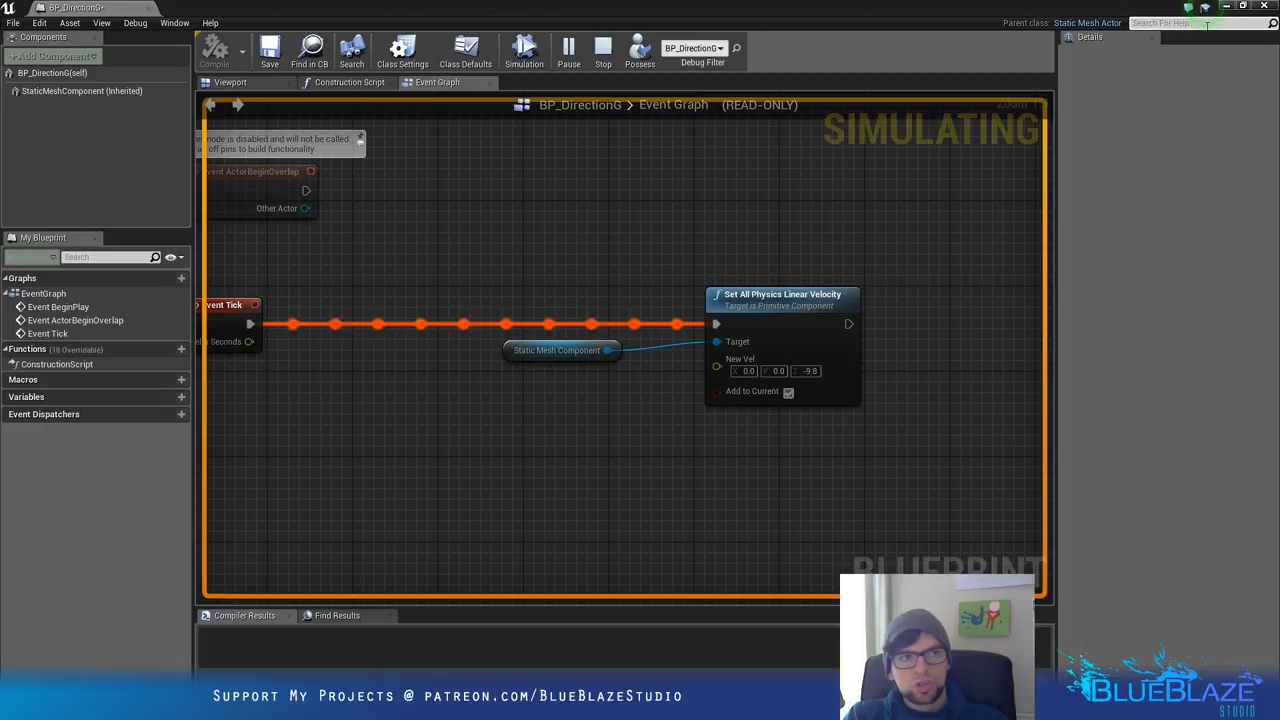 BP_DirectionG*
File Edit Asset View Debug Window Help
Parent class: Static Mesh Actor Search For Help
Components
+Add Component
BP_DirectionG(self)
StaticMeshComponent (Inherited)
My Blueprint
Search
Graphs
EventGraph
Event BeginPlay
Event ActorBeginOverlap
Event Tick
Functions (18 Overridable)
ConstructionScript
Macros
Variables
Event Dispatchers
Compile Save Find in CB Search Class Settings Class Defaults Simulation Pause Stop Possess
BP_DirectionG
Debug Filter
Viewport Construction Script Event Graph
BP_DirectionG > Event Graph (READ-ONLY)
SIMULATING
node is disabled and will not be called.
off pins to build functionality.
Event ActorBeginOverlap
Other Actor
Event Tick
Seconds
Static Mesh Component
Set All Physics Linear Velocity
Target is Primitive Component
Target
New Vel
X 0.0 Y 0.0 Z -9.8
Add to Current
BLUEPRINT
Compiler Results Find Results
Details
Support My Projects @ patreon.com/BlueBlazeStudio
BlueBlaze
Studio